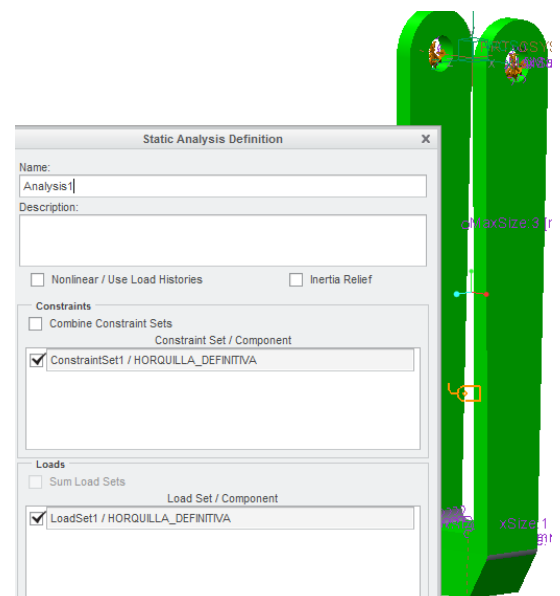 Static Analysis Definition X
Name:
Analysis1
Description:
Nonlinear / Use Load Histories Inertia Relief
Constraints
Combine Constraint Sets
Constraint Set / Component
ConstraintSet1 / HORQUILLA_DEFINITIVA
Loads
Sum Load Sets
Load Set / Component
LoadSet1 / HORQUILLA_DEFINITIVA